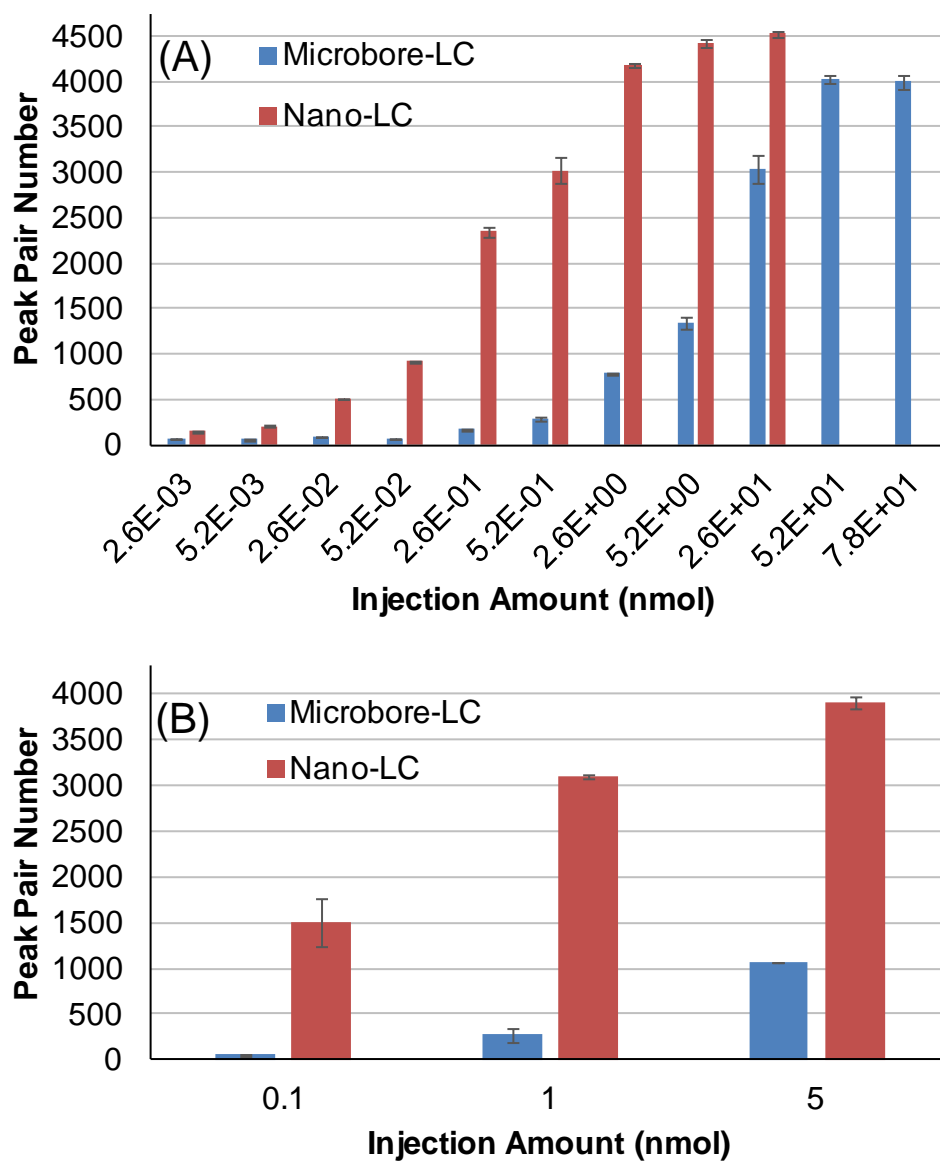 (A)
Microbore-LC
Nano-LC
Peak Pair Number
4500
4000
3500
3000
2500
2000
1500
1000
500
0
2.6E-03
5.2E-03
2.6E-02
5.2E-02
2.6E-01
5.2E-01
2.6E+00
5.2E+00
2.6E+01
5.2E+01
7.8E+01
Injection Amount (nmol)
(B)
Microbore-LC
Nano-LC
Peak Pair Number
4000
3500
3000
2500
2000
1500
1000
500
0
0.1 1 5
Injection Amount (nmol)